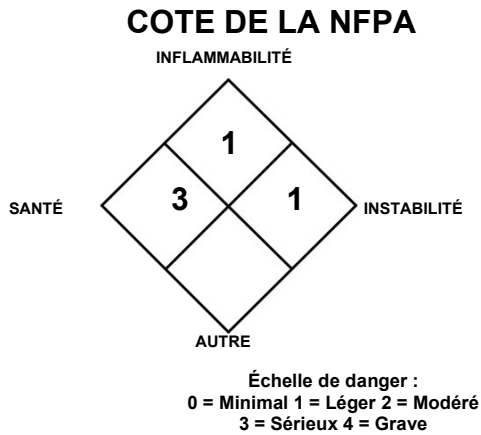 COTE DE LA NFPA
INFLAMMABILITÉ
1
SANTÉ
3
1
INSTABILITÉ
AUTRE
Échelle de danger :
0 = Minimal 1 = Léger 2 = Modéré
3 = Sérieux 4 = Grave